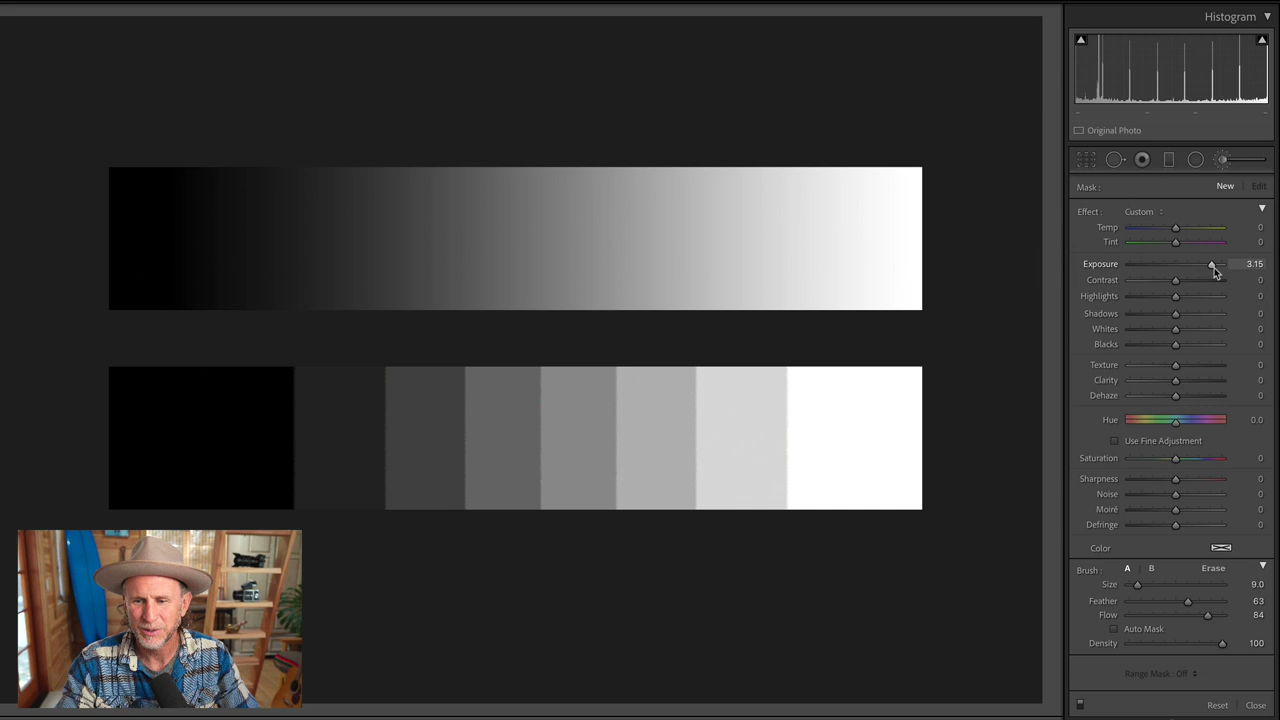 Histogram
Original Photo
Mask : New Edit
Effect : Custom
Temp 0
Tint 0
Exposure 3.15
Contrast 0
Highlights 0
Shadows 0
Whites 0
Blacks 0
Texture 0
Clarity 0
Dehaze 0
Hue 0.0
Use Fine Adjustment
Saturation 0
Sharpness 0
Noise 0
Moiré 0
Defringe 0
Color
Brush : A B Erase
Size 9.0
Feather 63
Flow 84
Auto Mask
Density 100
Range Mask : Off
Reset Close